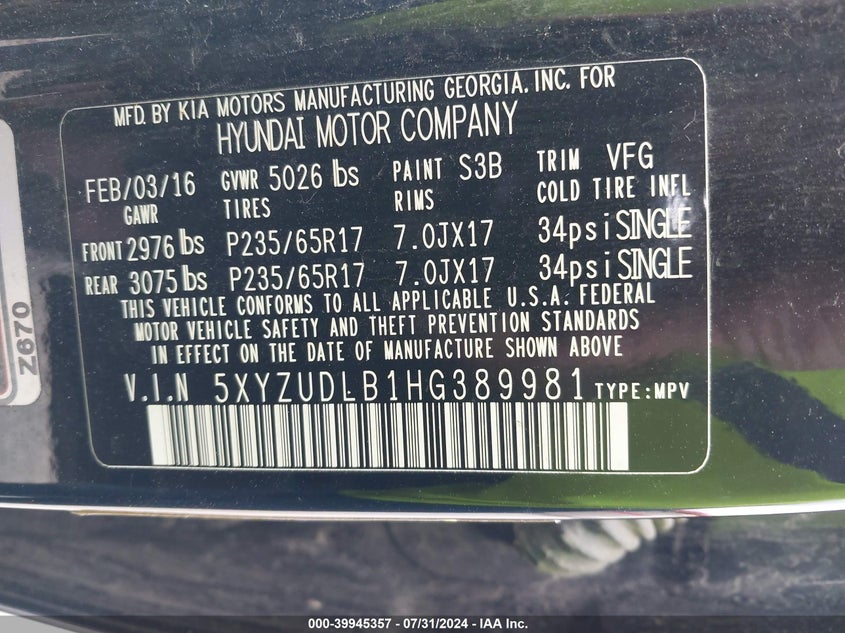 MFD. BY KIA MOTORS MANUFACTURING GEORGIA. INC. FOR
HYUNDAI MOTOR COMPANY
FEB/03/16 GVWR 5026 lbs PAINT S3B TRIM VFG
GAWR TIRES RIMS COLD TIRE INFL
FRONT 2976 lbs P235/65R17 7.0JX17 34psi SINGLE
REAR 3075 lbs P235/65R17 7.0JX17 34psi SINGLE
THIS VEHICLE CONFORMS TO ALL APPLICABLE U.S.A. FEDERAL
MOTOR VEHICLE SAFETY AND THEFT PREVENTION STANDARDS
IN EFFECT ON THE DATE OF MANUFACTURE SHOWN ABOVE
V.I.N 5XYZUDLB1HG389981 TYPE:MPV
Z670
000-39945357 - 07/31/2024 - IAA Inc.